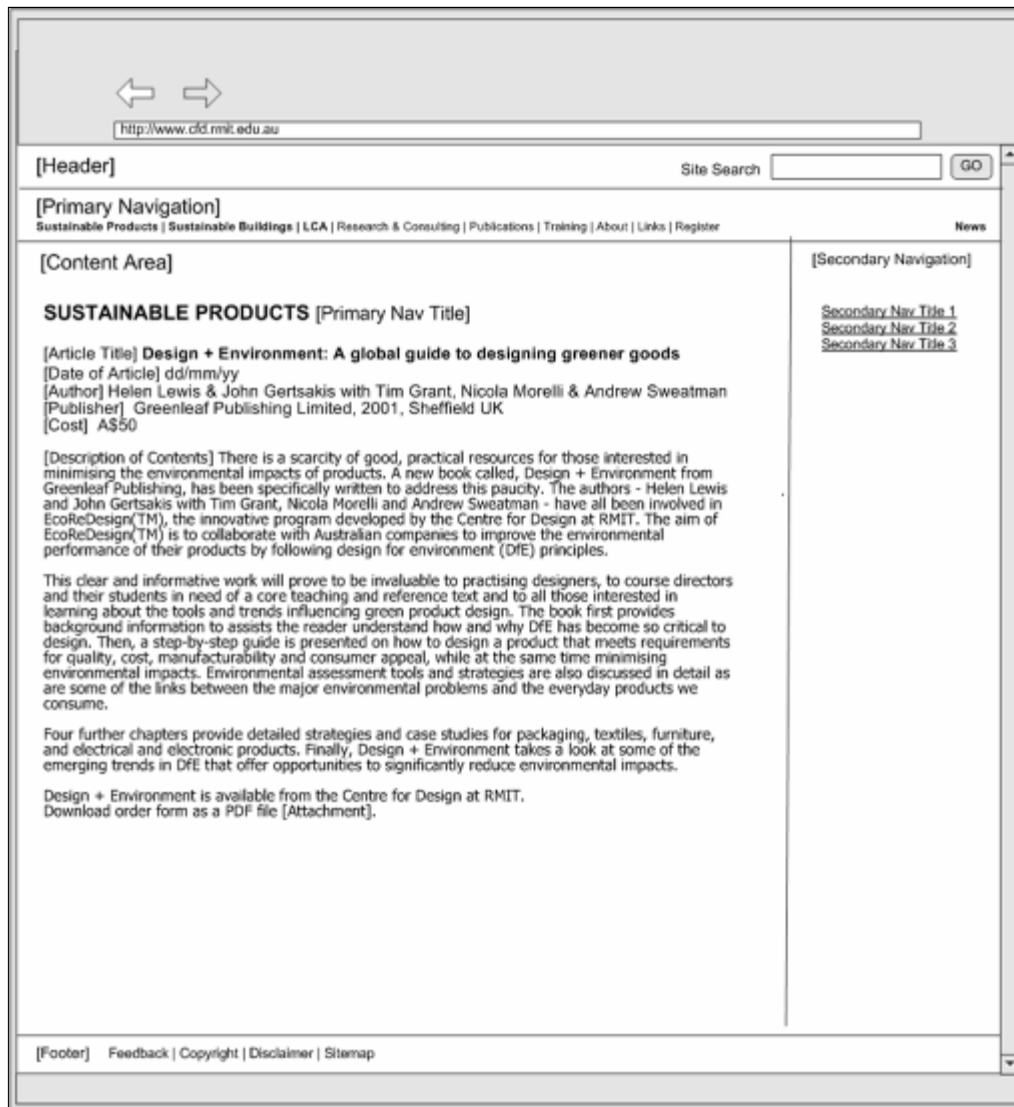 http://www.cfd.rmit.edu.au
[Header]
Site Search
GO
[Primary Navigation]
Sustainable Products | Sustainable Buildings | LCA | Research & Consulting | Publications | Training | About | Links | Register
News
[Content Area]
[Secondary Navigation]
SUSTAINABLE PRODUCTS [Primary Nav Title]
Secondary Nav Title 1
Secondary Nav Title 2
Secondary Nav Title 3
[Article Title] Design + Environment: A global guide to designing greener goods
[Date of Article] dd/mm/yy
[Author] Helen Lewis & John Gertsakis with Tim Grant, Nicola Morelli & Andrew Sweatman
[Publisher] Greenleaf Publishing Limited, 2001, Sheffield UK
[Cost] A$50
[Description of Contents] There is a scarcity of good, practical resources for those interested in
minimising the environmental impacts of products. A new book called, Design + Environment from
Greenleaf Publishing, has been specifically written to address this paucity. The authors - Helen Lewis
and John Gertsakis with Tim Grant, Nicola Morelli and Andrew Sweatman - have all been involved in
EcoReDesign(TM), the innovative program developed by the Centre for Design at RMIT. The aim of
EcoReDesign(TM) is to collaborate with Australian companies to improve the environmental
performance of their products by following design for environment (DfE) principles.
This clear and informative work will prove to be invaluable to practising designers, to course directors
and their students in need of a core teaching and reference text and to all those interested in
learning about the tools and trends influencing green product design. The book first provides
background information to assists the reader understand how and why DfE has become so critical to
design. Then, a step-by-step guide is presented on how to design a product that meets requirements
for quality, cost, manufacturability and consumer appeal, while at the same time minimising
environmental impacts. Environmental assessment tools and strategies are also discussed in detail as
are some of the links between the major environmental problems and the everyday products we
consume.
Four further chapters provide detailed strategies and case studies for packaging, textiles, furniture,
and electrical and electronic products. Finally, Design + Environment takes a look at some of the
emerging trends in DfE that offer opportunities to significantly reduce environmental impacts.
Design + Environment is available from the Centre for Design at RMIT.
Download order form as a PDF file [Attachment].
[Footer] Feedback | Copyright | Disclaimer | Sitemap